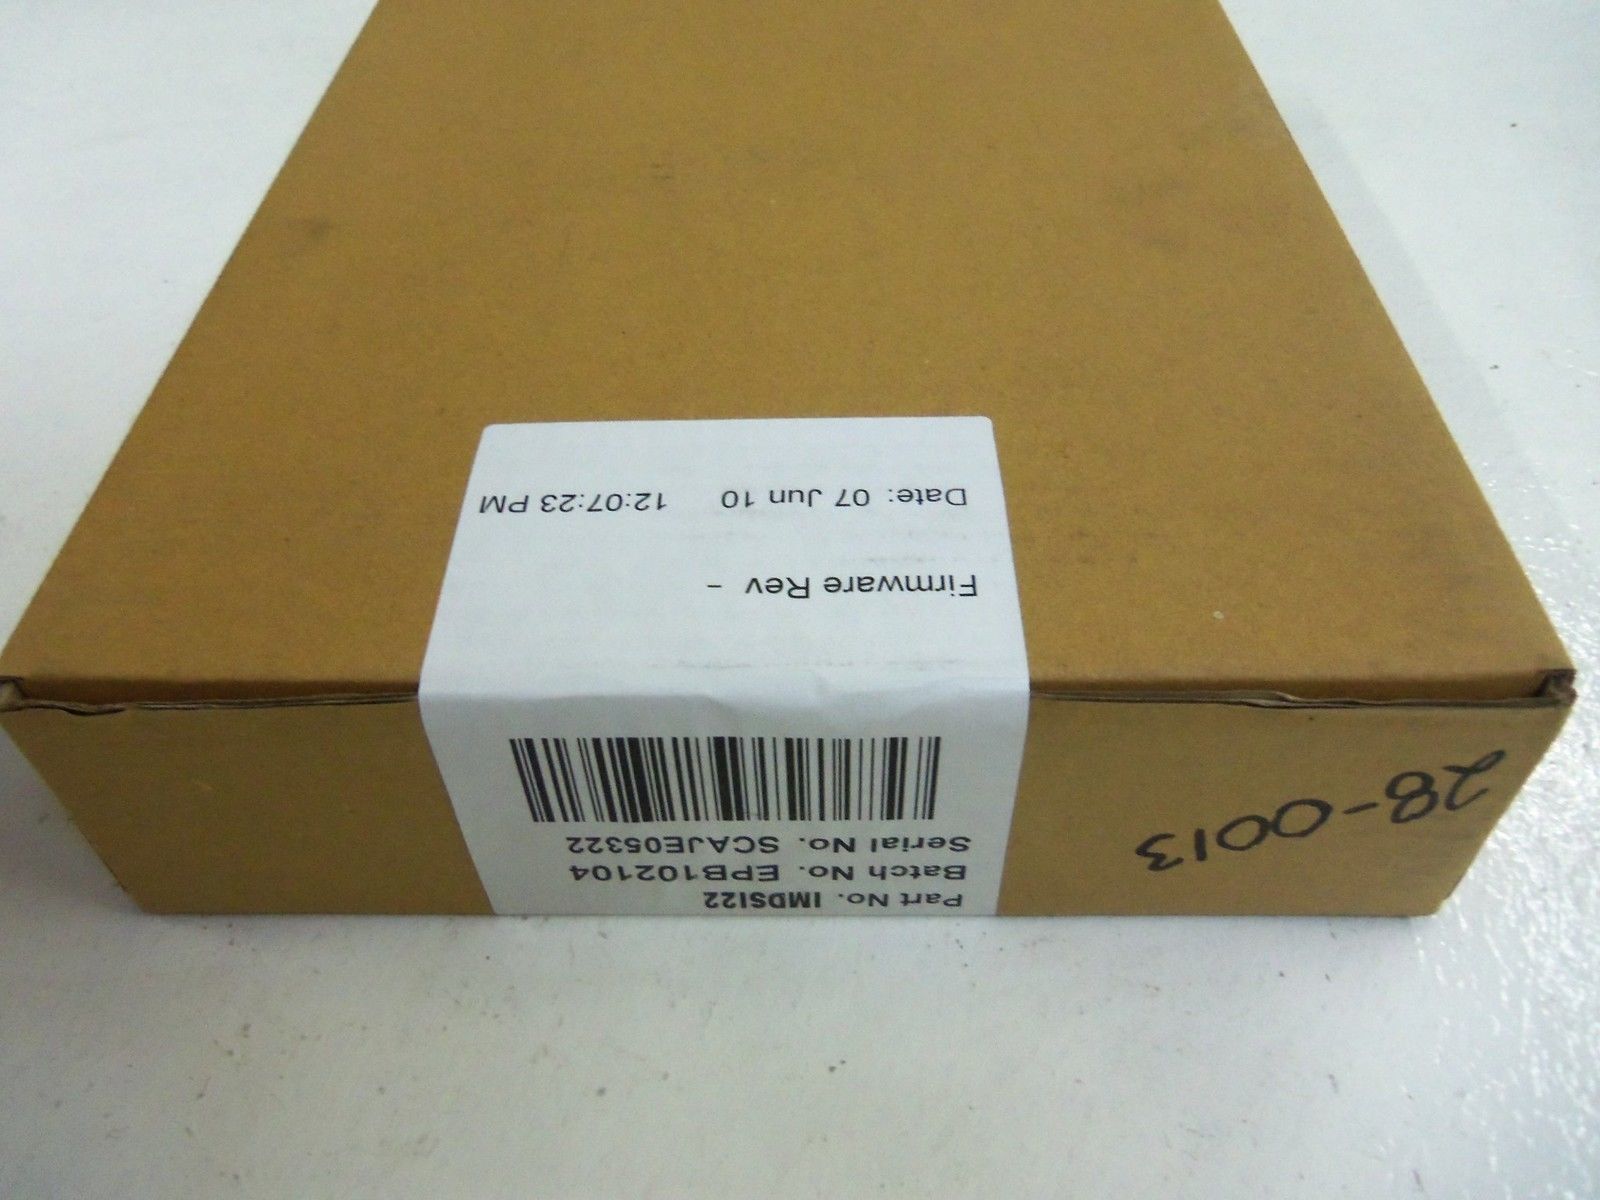 Part No. IMDSI22
Batch No. EPB102104
Serial No. SCAJE05322
Firmware Rev -
Date: 07 Jun 10 12:07:23 PM
28-0013